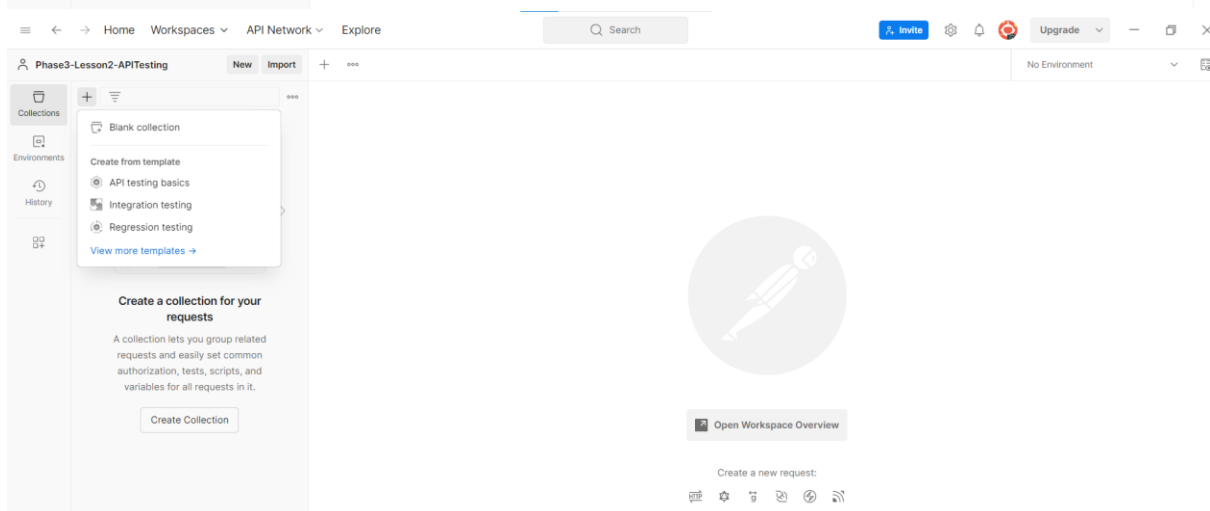 Home Workspaces API Network Explore Search Invite Upgrade
Phase3-Lesson2-APITesting New Import No Environment
Collections
Environments
History
Blank collection
Create from template
API testing basics
Integration testing
Regression testing
View more templates →
Create a collection for your
requests
A collection lets you group related
requests and easily set common
authorization, tests, scripts, and
variables for all requests in it.
Create Collection
Open Workspace Overview
Create a new request:
HTTP